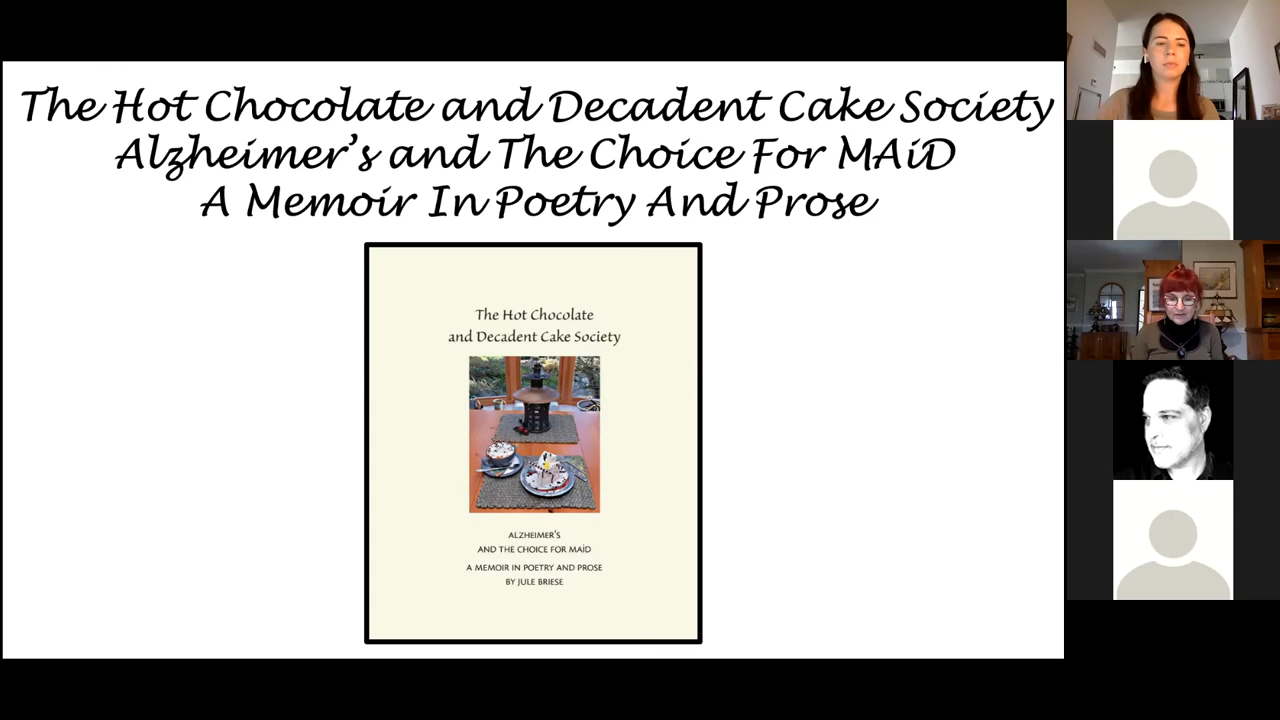 The Hot Chocolate and Decadent Cake Society
Alzheimer's and The Choice For MAiD
A Memoir In Poetry And Prose
The Hot Chocolate
and Decadent Cake Society
ALZHEIMER'S
AND THE CHOICE FOR MAiD
A MEMOIR IN POETRY AND PROSE
BY JULE BRIESE